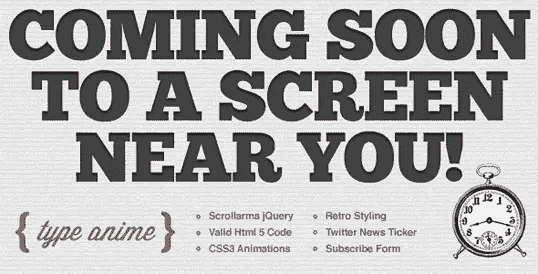 COMING SOON
TO A SCREEN
NEAR YOU!
{ type anime }
Scrollarma jQuery
Valid Html 5 Code
CSS3 Animations
Retro Styling
Twitter News Ticker
Subscribe Form